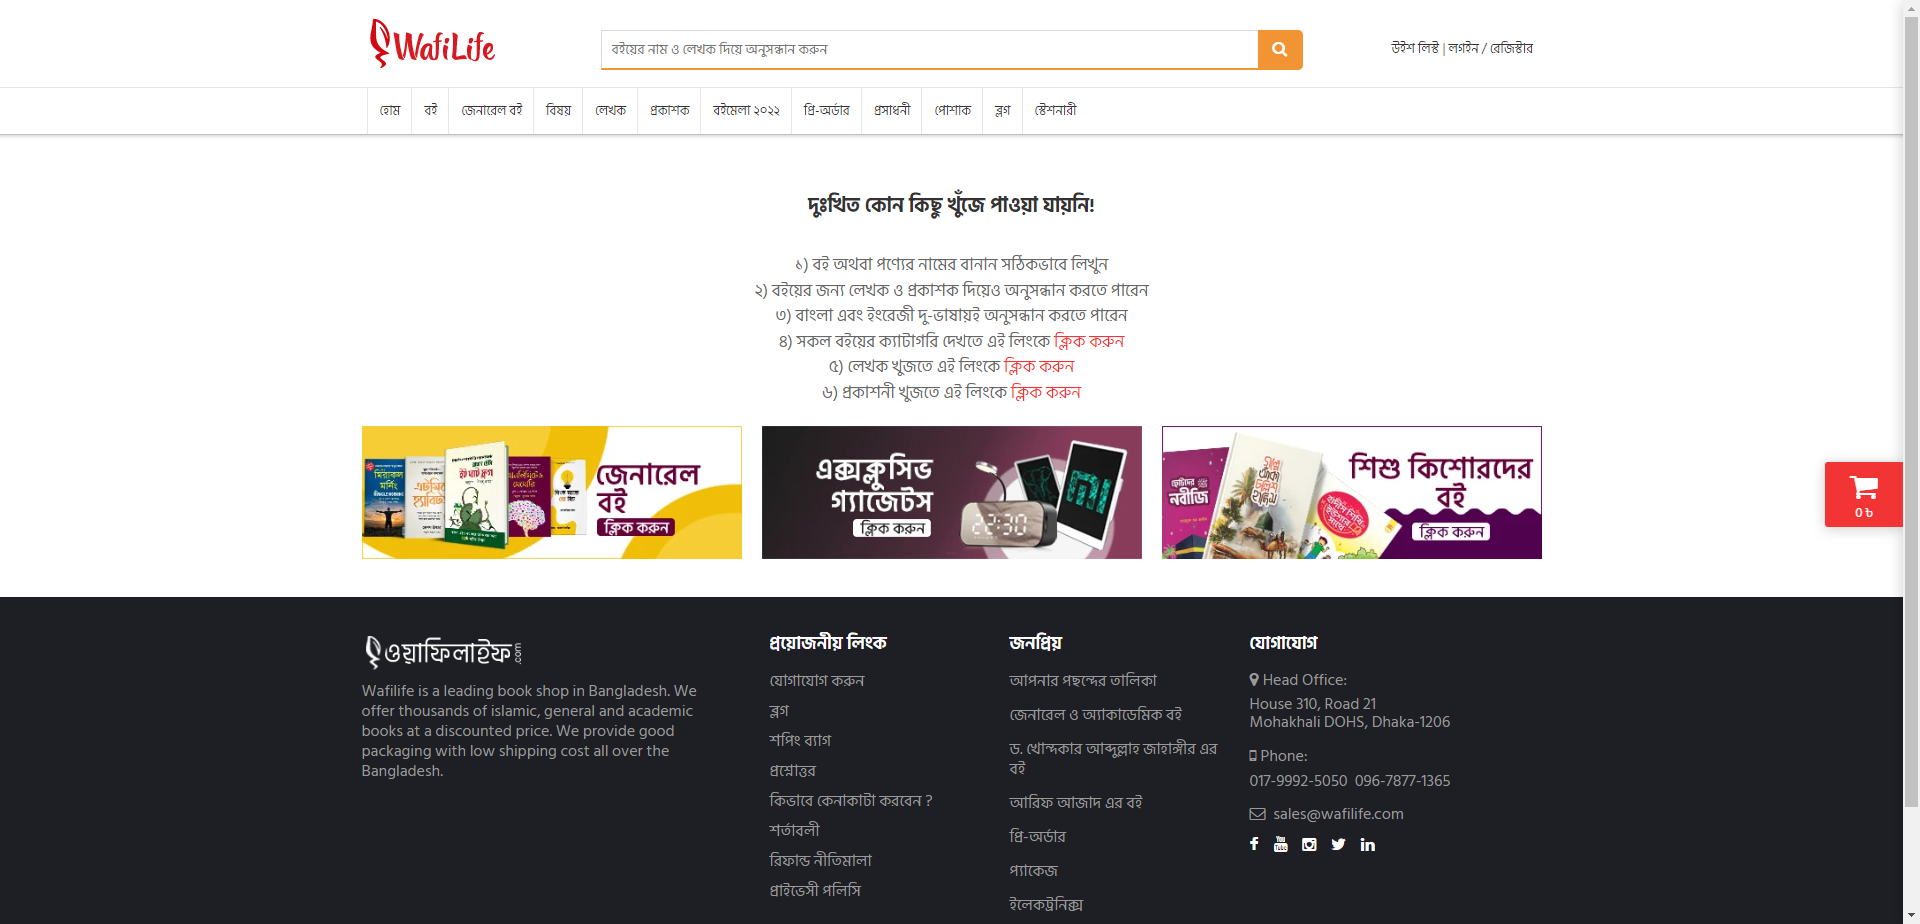 WafiLife
বইয়ের নাম ও লেখক দিয়ে অনুসন্ধান করুন
উইশ লিস্ট | লগইন / রেজিস্টার
হোম
বই
জেনারেল বই
বিষয়
লেখক
প্রকাশক
বইমেলা ২০২২
প্রি-অর্ডার
প্রসাধনী
পোশাক
ব্লগ
স্টেশনারী
দুঃখিত কোন কিছু খুঁজে পাওয়া যায়নি!
১) বই অথবা পণ্যের নামের বানান সঠিকভাবে লিখুন
২) বইয়ের জন্য লেখক ও প্রকাশক দিয়েও অনুসন্ধান করতে পারেন
৩) বাংলা এবং ইংরেজী দু-ভাষায়ই অনুসন্ধান করতে পারেন
৪) সকল বইয়ের ক্যাটাগরি দেখতে এই লিংকে ক্লিক করুন
৫) লেখক খুজতে এই লিংকে ক্লিক করুন
৬) প্রকাশনী খুজতে এই লিংকে ক্লিক করুন
জেনারেল
বই
ক্লিক করুন
এক্সক্লুসিভ
গ্যাজেটস
ক্লিক করুন
22:30
শিশু কিশোরদের
বই
ক্লিক করুন
0 ৳
ওয়াফিলাইফ.com
Wafilife is a leading book shop in Bangladesh. We
offer thousands of islamic, general and academic
books at a discounted price. We provide good
packaging with low shipping cost all over the
Bangladesh.
প্রয়োজনীয় লিংক
যোগাযোগ করুন
ব্লগ
শপিং ব্যাগ
প্রশ্নোত্তর
কিভাবে কেনাকাটা করবেন ?
শর্তাবলী
রিফান্ড নীতিমালা
প্রাইভেসী পলিসি
জনপ্রিয়
আপনার পছন্দের তালিকা
জেনারেল ও অ্যাকাডেমিক বই
ড. খোন্দকার আব্দুল্লাহ জাহাঙ্গীর এর
বই
আরিফ আজাদ এর বই
প্রি-অর্ডার
প্যাকেজ
ইলেকট্রনিক্স
যোগাযোগ
Head Office:
House 310, Road 21
Mohakhali DOHS, Dhaka-1206
Phone:
017-9992-5050 096-7877-1365
sales@wafilife.com